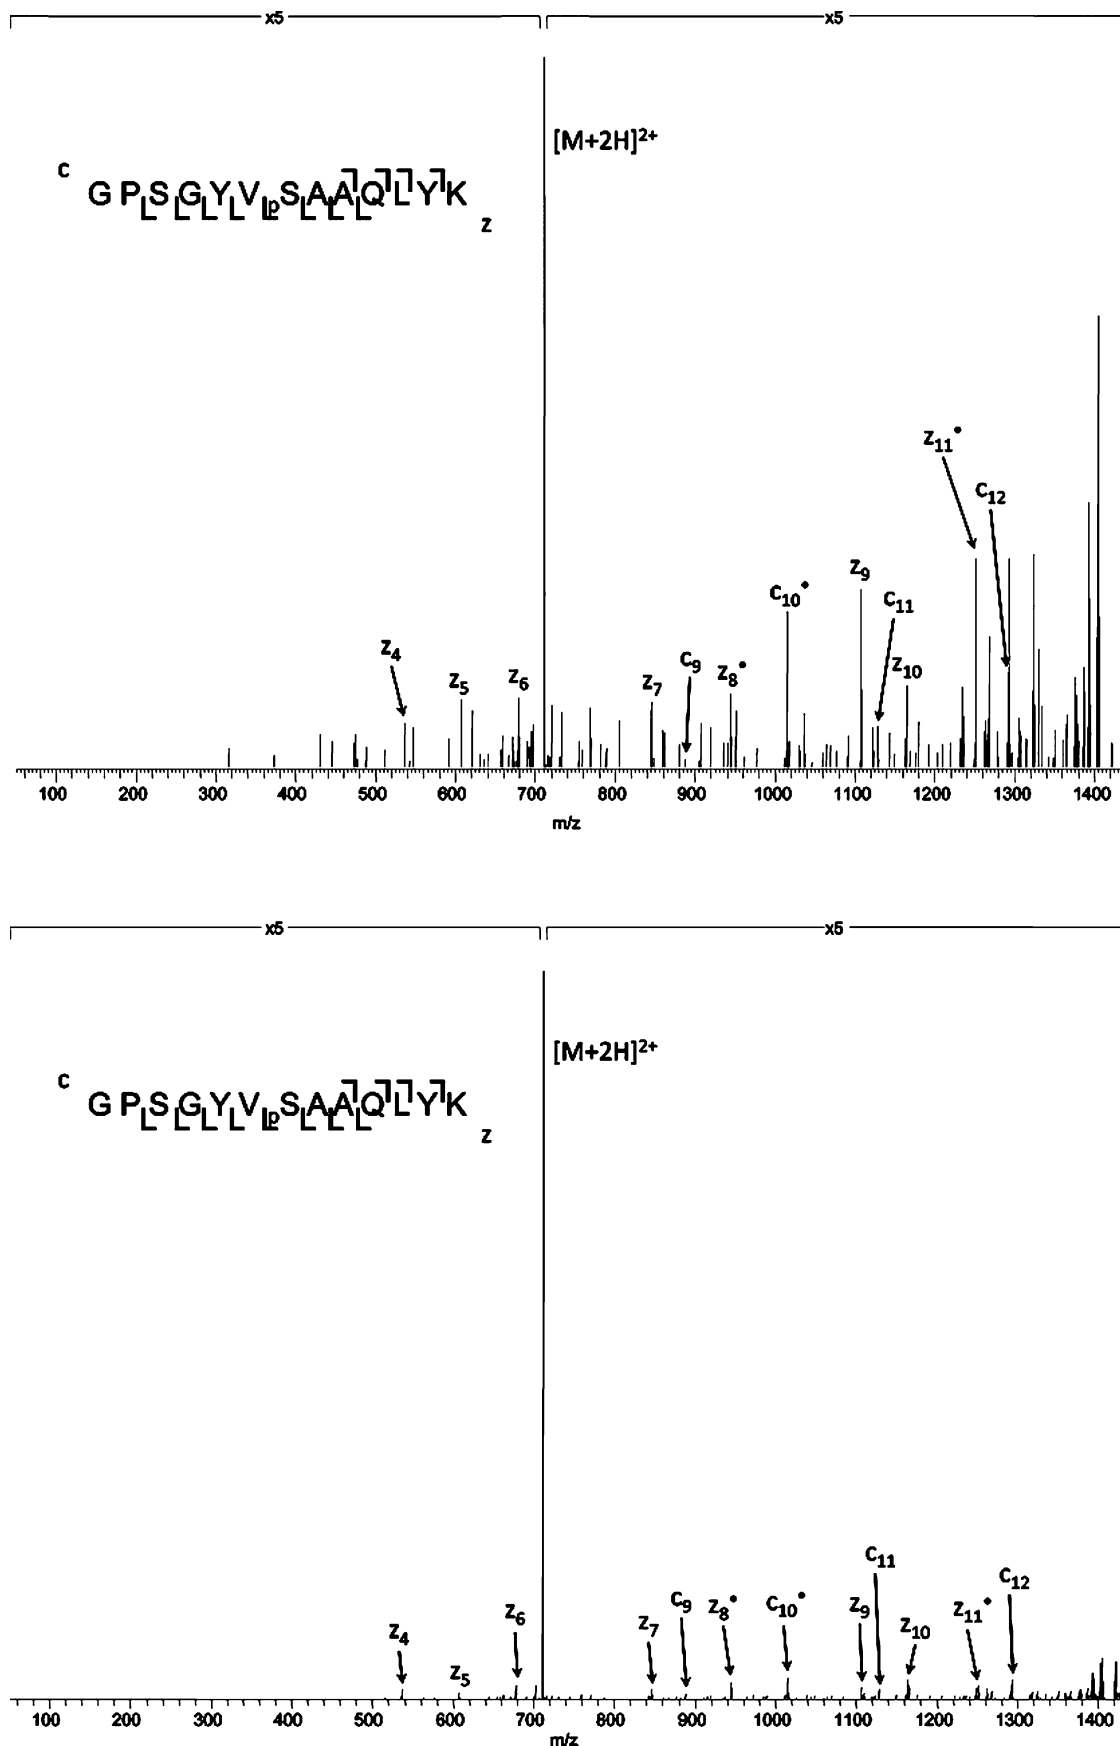 x5 x5
[M+2H]2+
c
G P S G Y V pS A A Q L Y K
z
z11•
c12
z9
c10•
c11
z4
c9
z8•
z10
z5
z6
z7
100 200 300 400 500 600 700 800 900 1000 1100 1200 1300 1400
m/z
x5 x5
[M+2H]2+
c
G P S G Y V pS A A Q L Y K
z
c11
c12
z6
z7
c9
z8•
c10•
z9
z11•
z4
z10
z5
100 200 300 400 500 600 700 800 900 1000 1100 1200 1300 1400
m/z